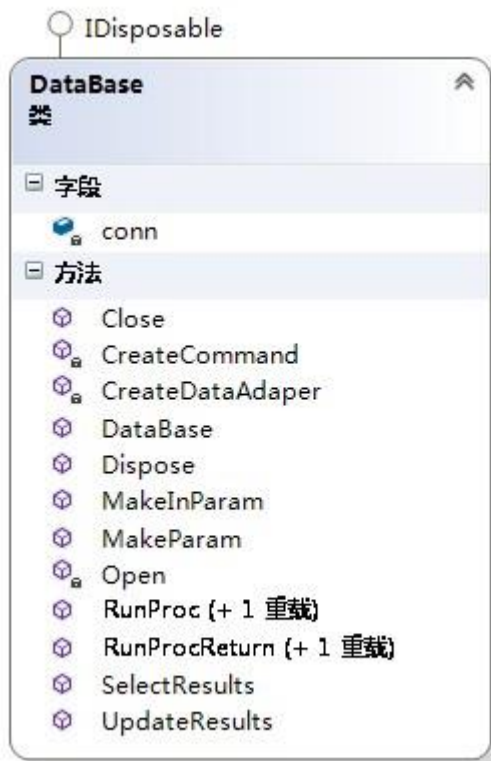 IDisposable
DataBase
类
字段
conn
方法
Close
CreateCommand
CreateDataAdaper
DataBase
Dispose
MakeInParam
MakeParam
Open
RunProc (+ 1 重载)
RunProcReturn (+ 1 重载)
SelectResults
UpdateResults